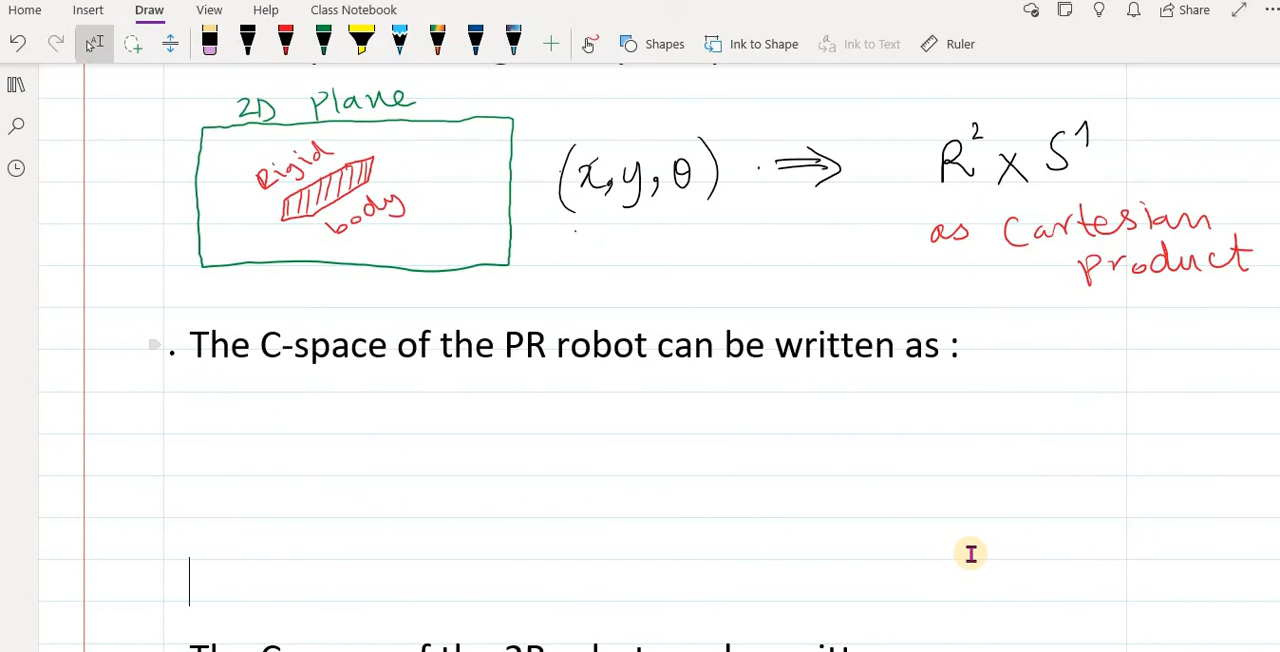 Home Insert Draw View Help Class Notebook Share
Shapes Ink to Shape Ink to Text Ruler
2D Plane
Rigid
body
(x, y, θ) ⇒ R² × S¹
as Cartesian
product
. The C-space of the PR robot can be written as :